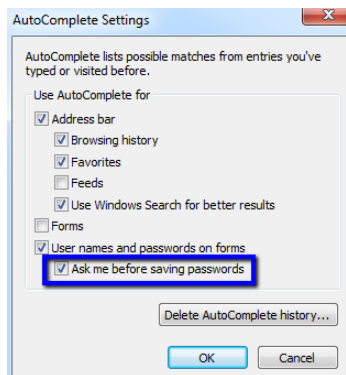 AutoComplete Settings
AutoComplete lists possible matches from entries you've
typed or visited before.
Use AutoComplete for
Address bar
Browsing history
Favorites
Feeds
Use Windows Search for better results
Forms
User names and passwords on forms
Ask me before saving passwords
Delete AutoComplete history...
OK Cancel